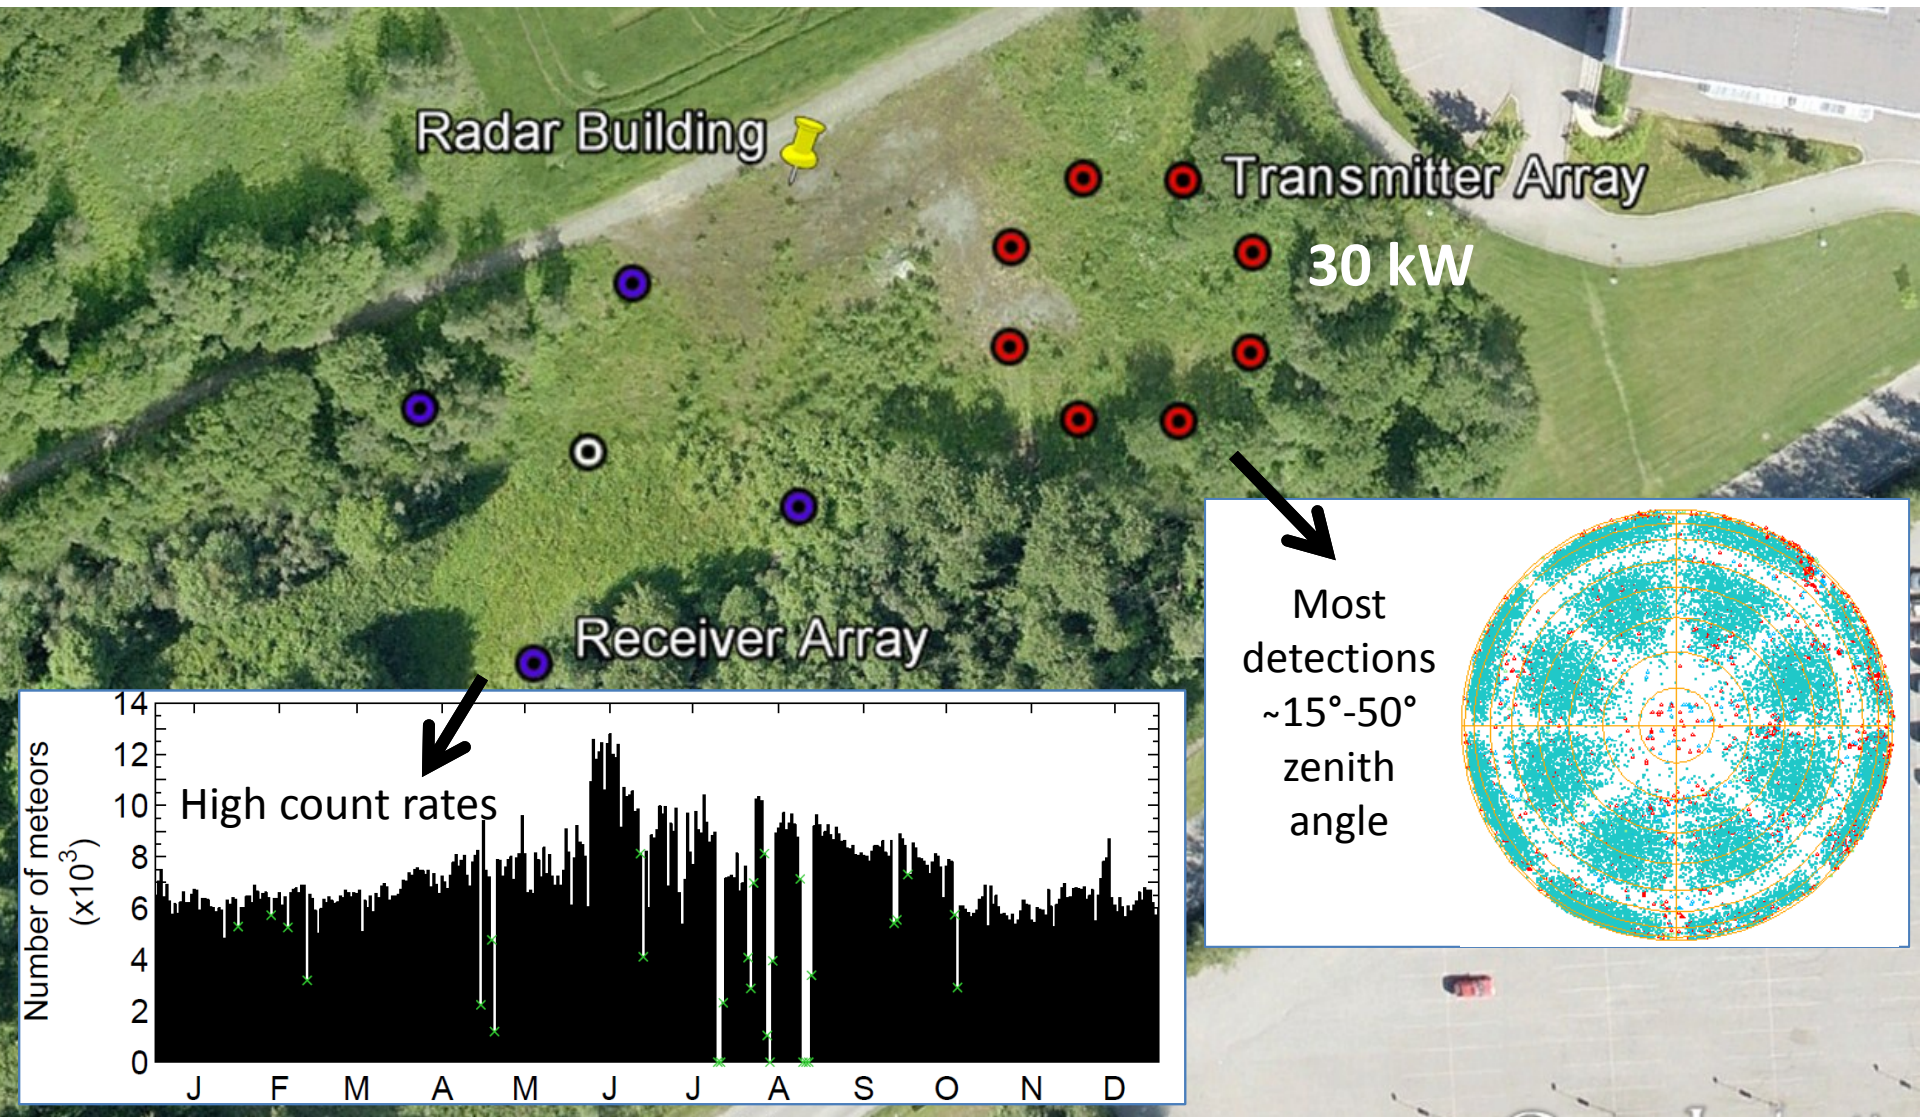 Radar Building
Transmitter Array
30 kW
Receiver Array
Most
detections
~15°-50°
zenith
angle
High count rates
Number of meteors
(x10³)
14
12
10
8
6
4
2
0
J F M A M J J A S O N D